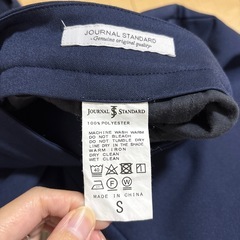 JOURNAL STANDARD
-Genuine original quality-
JOURNAL STANDARD
100% POLYESTER
MACHINE WASH WARM
DO NOT BLEACH
DO NOT TUMBLE DRY
LINE DRY IN THE SHADE
WARM IRON
DRY CLEAN
WET CLEAN
MADE IN CHINA
S